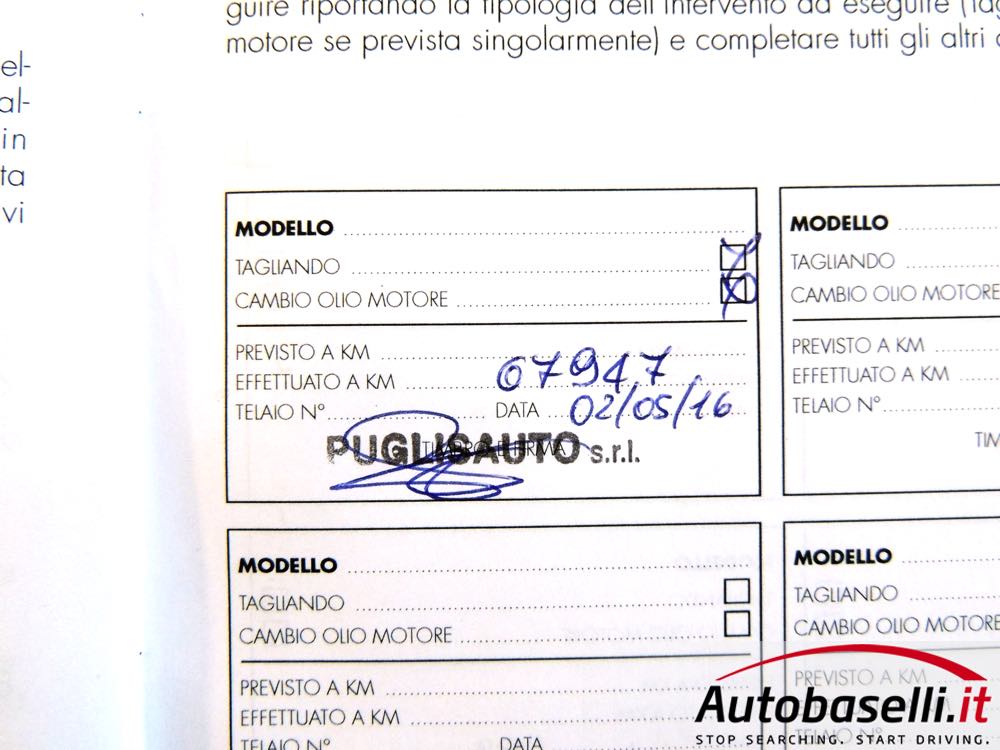 guire riportando la tipologia dell'intervento da eseguire (tag
motore se prevista singolarmente) e completare tutti gli altri
el-
al-
in
ta
vi
MODELLO
TAGLIANDO
CAMBIO OLIO MOTORE
PREVISTO A KM
EFFETTUATO A KM 67947
TELAIO N° DATA 02/05/16
TIMBRO E FIRMA
PUGLISAUTO s.r.l.
MODELLO
TAGLIANDO
CAMBIO OLIO MOTORE
PREVISTO A KM
EFFETTUATO A KM
TELAIO N°
TIM
MODELLO
TAGLIANDO
CAMBIO OLIO MOTORE
PREVISTO A KM
EFFETTUATO A KM
TELAIO N° DATA
MODELLO
TAGLIANDO
CAMBIO OLIO MOTORE
PREVISTO A KM
EFFETTUATO A KM
TELAIO N°
Autobaselli.it
STOP SEARCHING. START DRIVING.